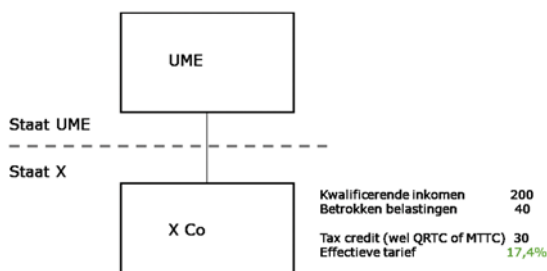 UME
Staat UME
Staat X
X Co
Kwalificerende inkomen 200
Betrokken belastingen 40
Tax credit (wel QRTC of MTTC) 30
Effectieve tarief 17,4%